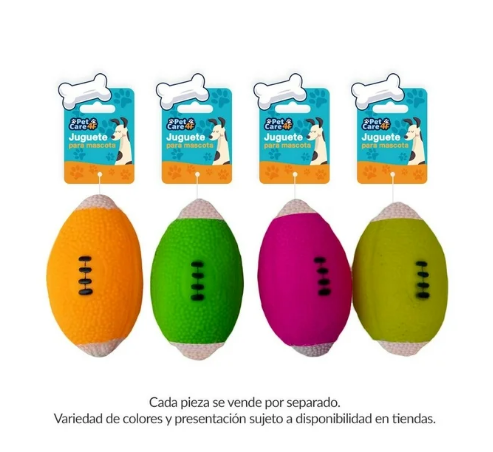 Pet Care
Juguete
para mascota
Pet Care
Juguete
para mascota
Pet Care
Juguete
para mascota
Pet Care
Juguete
para mascota
Cada pieza se vende por separado.
Variedad de colores y presentación sujeto a disponibilidad en tiendas.